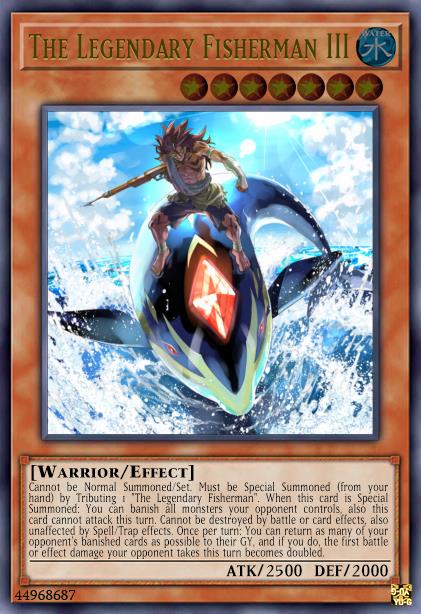 The Legendary Fisherman III
WATER
水
[Warrior/Effect]
Cannot be Normal Summoned/Set. Must be Special Summoned (from your
hand) by Tributing 1 "The Legendary Fisherman". When this card is Special
Summoned: You can banish all monsters your opponent controls, also this
card cannot attack this turn. Cannot be destroyed by battle or card effects, also
unaffected by Spell/Trap effects. Once per turn: You can return as many of your
opponent's banished cards as possible to their GY, and if you do, the first battle
or effect damage your opponent takes this turn becomes doubled.
ATK/2500 DEF/2000
44968687